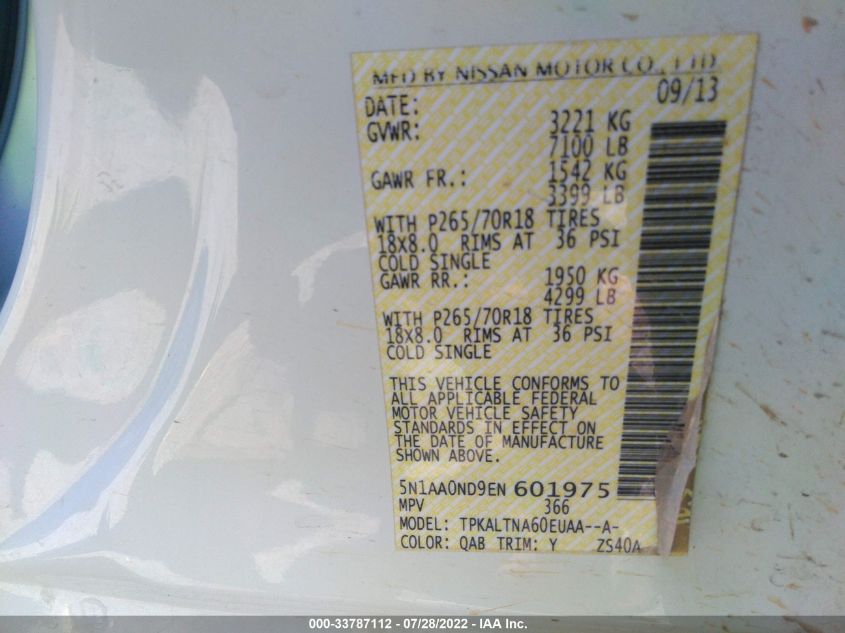 MFD BY NISSAN MOTOR CO., LTD
DATE: 09/13
GVWR: 3221 KG
7100 LB
GAWR FR.: 1542 KG
3399 LB
WITH P265/70R18 TIRES
18x8.0 RIMS AT 36 PSI
COLD SINGLE
GAWR RR.: 1950 KG
4299 LB
WITH P265/70R18 TIRES
18x8.0 RIMS AT 36 PSI
COLD SINGLE
THIS VEHICLE CONFORMS TO
ALL APPLICABLE FEDERAL
MOTOR VEHICLE SAFETY
STANDARDS IN EFFECT ON
THE DATE OF MANUFACTURE
SHOWN ABOVE.
5N1AA0ND9EN 601975
MPV 366
MODEL: TPKALTNA60EUAA--A-
COLOR: QAB TRIM: Y ZS40A
000-33787112 - 07/28/2022 - IAA Inc.